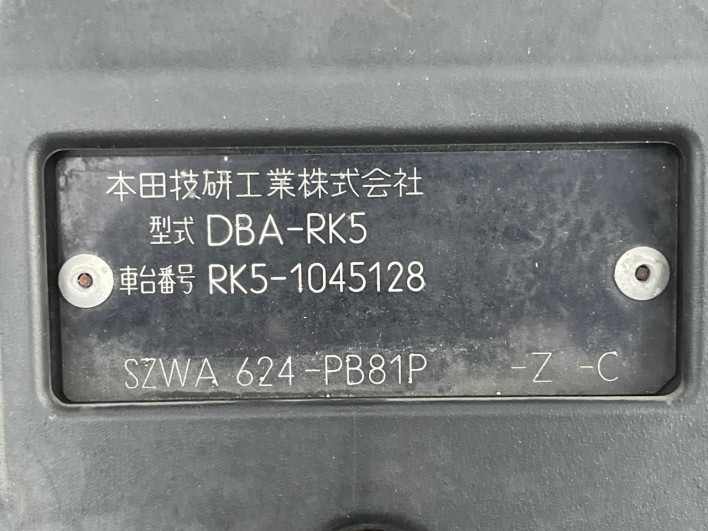 本田技研工業株式会社
型式 DBA-RK5
車台番号 RK5-1045128
SZWA 624-PB81P -Z -C